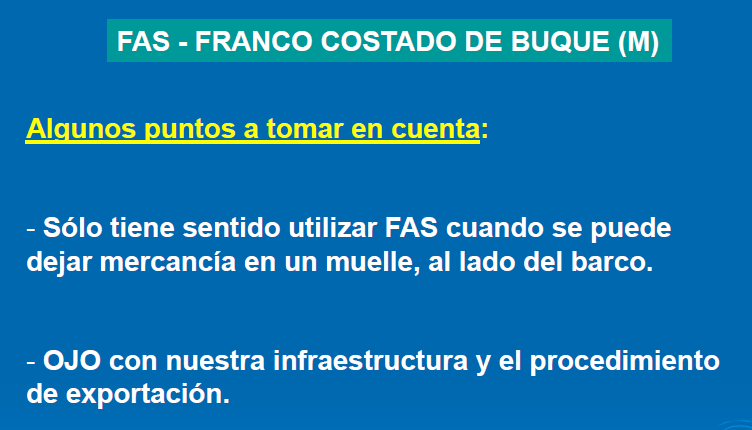 FAS - FRANCO COSTADO DE BUQUE (M)
Algunos puntos a tomar en cuenta:
- Sólo tiene sentido utilizar FAS cuando se puede
dejar mercancía en un muelle, al lado del barco.
- OJO con nuestra infraestructura y el procedimiento
de exportación.